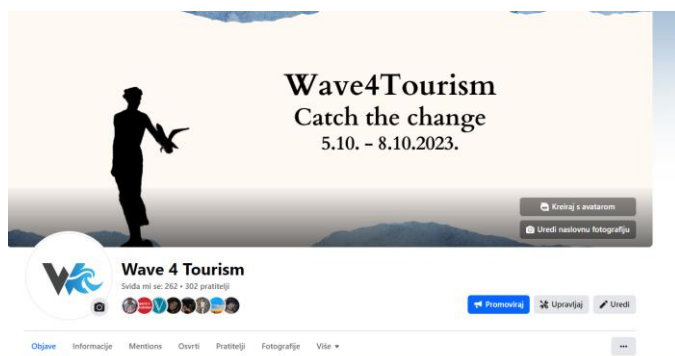 Wave4Tourism
Catch the change
5.10. - 8.10.2023.
Kreiraj s avatarom
Uredi naslovnu fotografiju
Wave 4 Tourism
Sviđa mi se: 262 • 302 pratitelji
Promoviraj Upravljaj Uredi
Objave Informacije Mentions Osvrti Pratitelji Fotografije Više